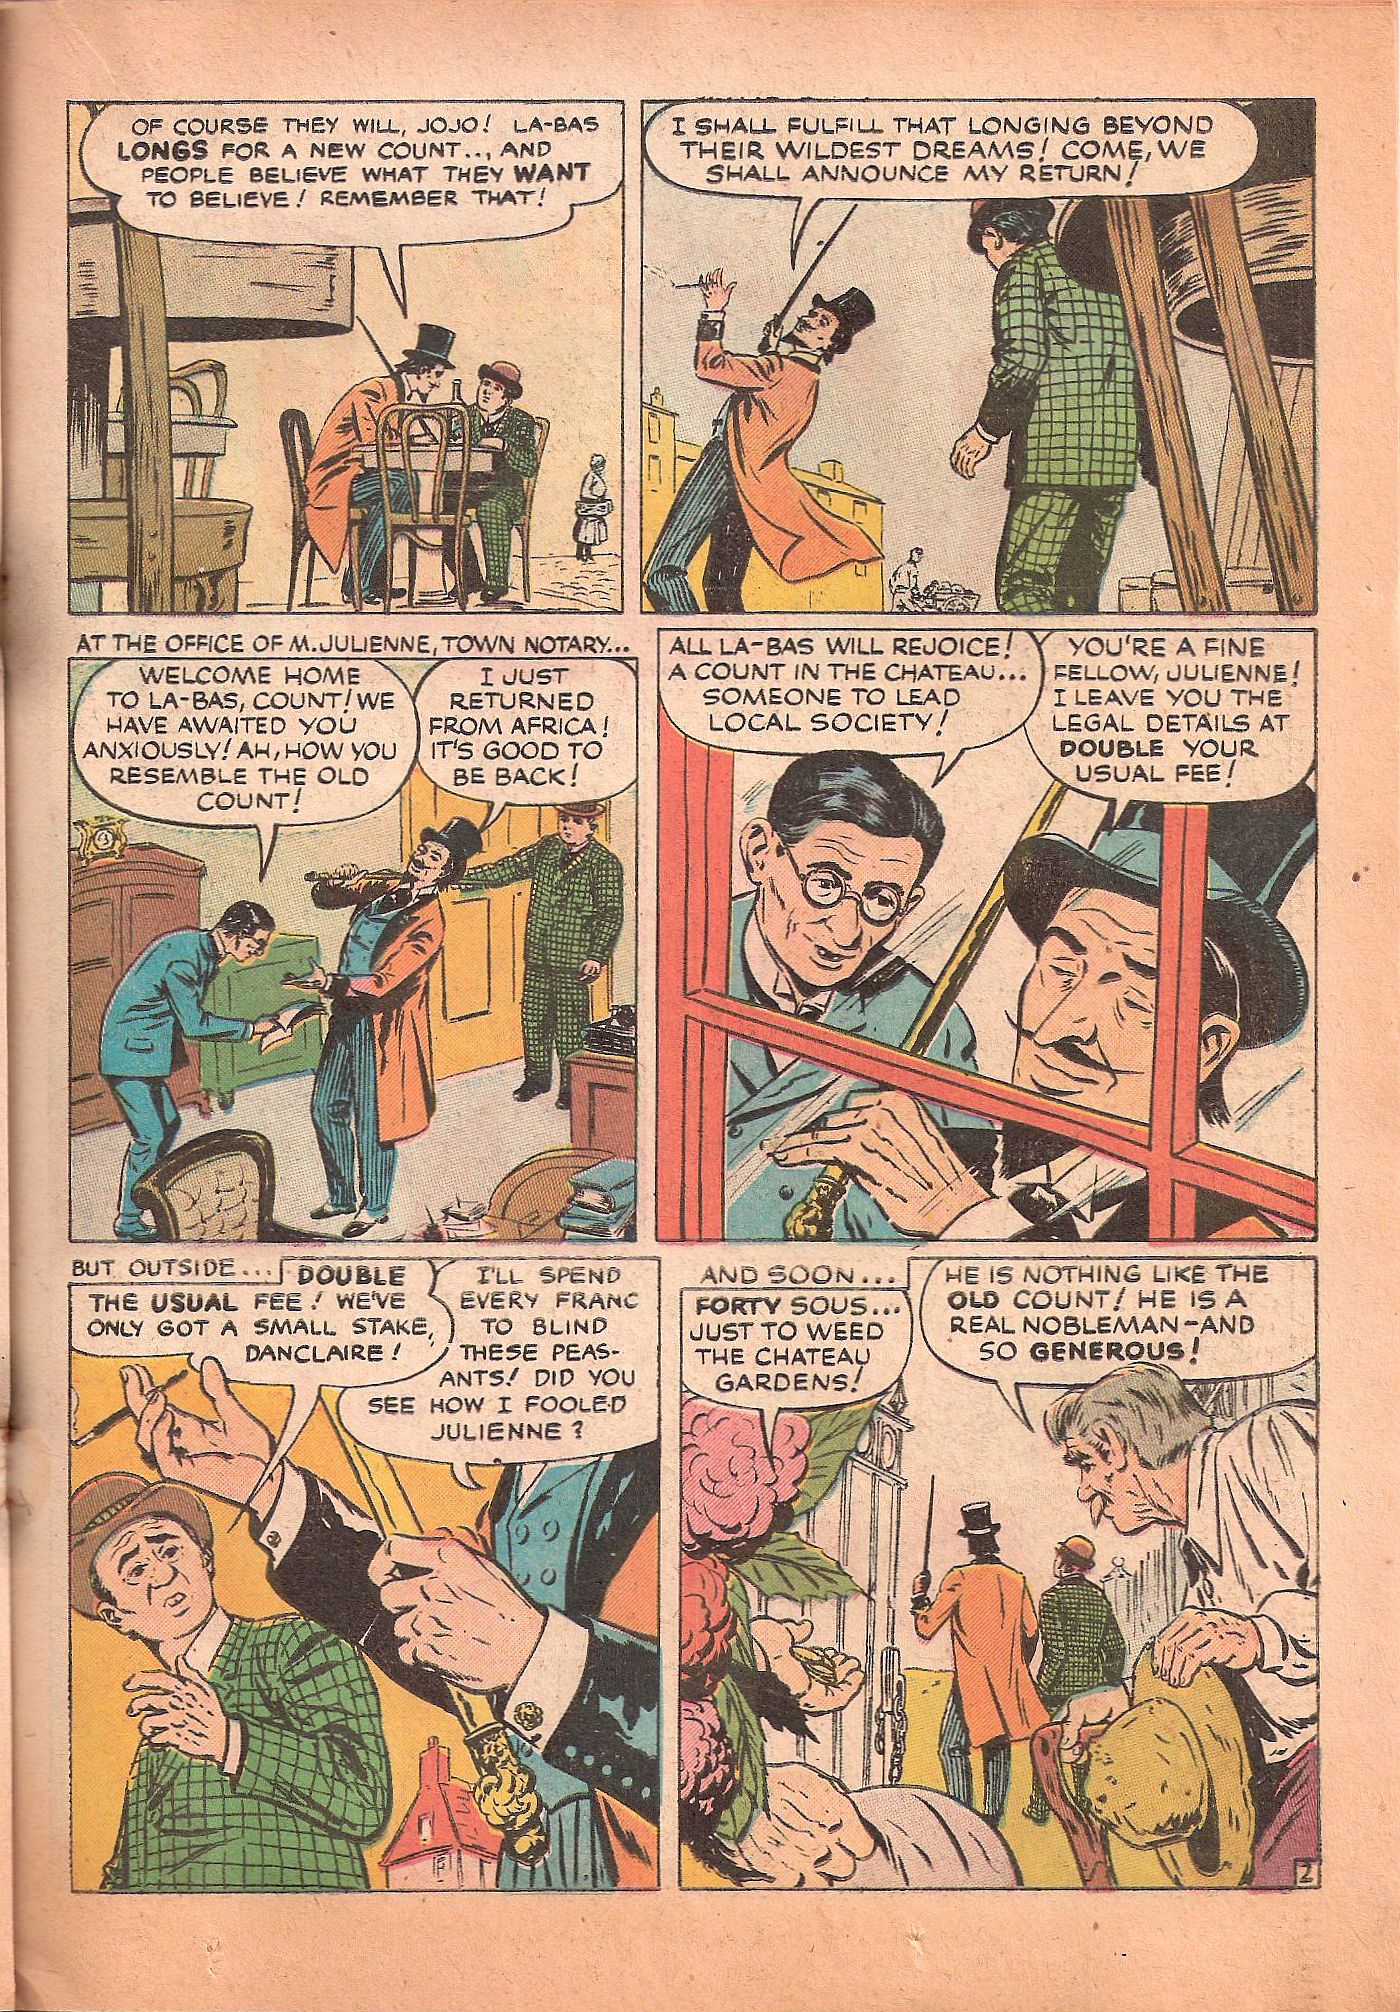 OF COURSE THEY WILL, JOJO! LA-BAS
LONGS FOR A NEW COUNT..., AND
PEOPLE BELIEVE WHAT THEY WANT
TO BELIEVE! REMEMBER THAT!
I SHALL FULFILL THAT LONGING BEYOND
THEIR WILDEST DREAMS! COME, WE
SHALL ANNOUNCE MY RETURN!
AT THE OFFICE OF M. JULIENNE, TOWN NOTARY...
WELCOME HOME
TO LA-BAS, COUNT! WE
HAVE AWAITED YOU
ANXIOUSLY! AH, HOW YOU
RESEMBLE THE OLD
COUNT!
I JUST
RETURNED
FROM AFRICA!
IT'S GOOD TO
BE BACK!
ALL LA-BAS WILL REJOICE!
A COUNT IN THE CHATEAU...
SOMEONE TO LEAD
LOCAL SOCIETY!
YOU'RE A FINE
FELLOW, JULIENNE!
I LEAVE YOU THE
LEGAL DETAILS AT
DOUBLE YOUR
USUAL FEE!
BUT OUTSIDE...
DOUBLE
THE USUAL FEE! WE'VE
ONLY GOT A SMALL STAKE,
DANCLAIRE!
I'LL SPEND
EVERY FRANC
TO BLIND
THESE PEAS-
ANTS! DID YOU
SEE HOW I FOOLED
JULIENNE?
AND SOON...
FORTY SOUS...
JUST TO WEED
THE CHATEAU
GARDENS!
HE IS NOTHING LIKE THE
OLD COUNT! HE IS A
REAL NOBLEMAN-AND
SO GENEROUS!
2